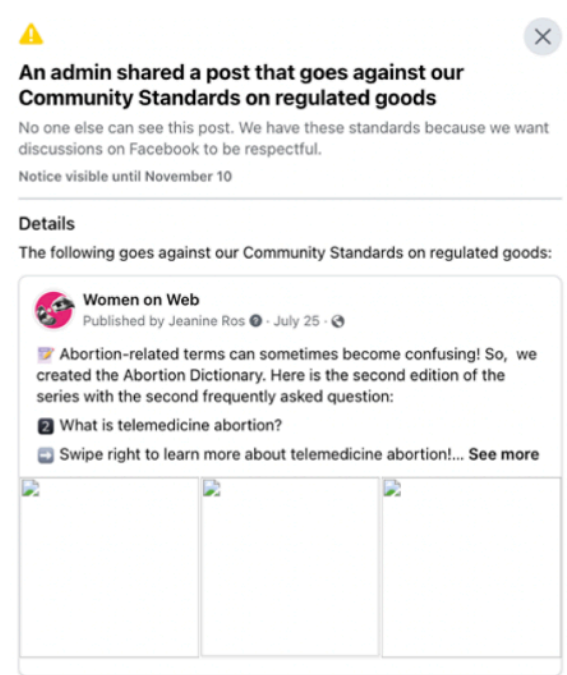 An admin shared a post that goes against our
Community Standards on regulated goods
No one else can see this post. We have these standards because we want
discussions on Facebook to be respectful.
Notice visible until November 10
Details
The following goes against our Community Standards on regulated goods:
Women on Web
Published by Jeanine Ros · July 25 ·
📝 Abortion-related terms can sometimes become confusing! So, we
created the Abortion Dictionary. Here is the second edition of the
series with the second frequently asked question:
2️⃣ What is telemedicine abortion?
➡️ Swipe right to learn more about telemedicine abortion!... See more